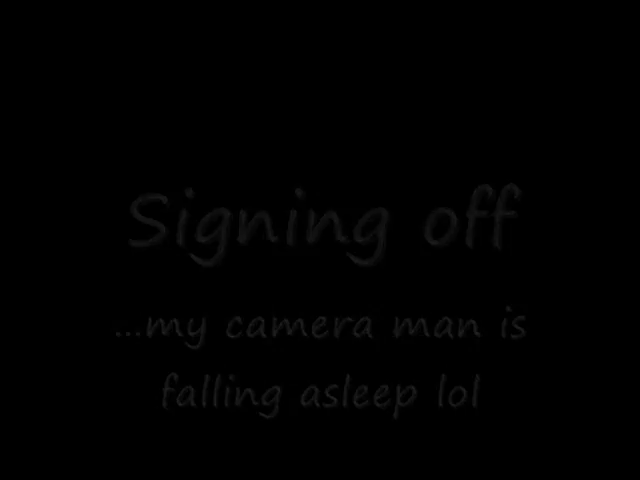 Signing off
...my camera man is
falling asleep lol